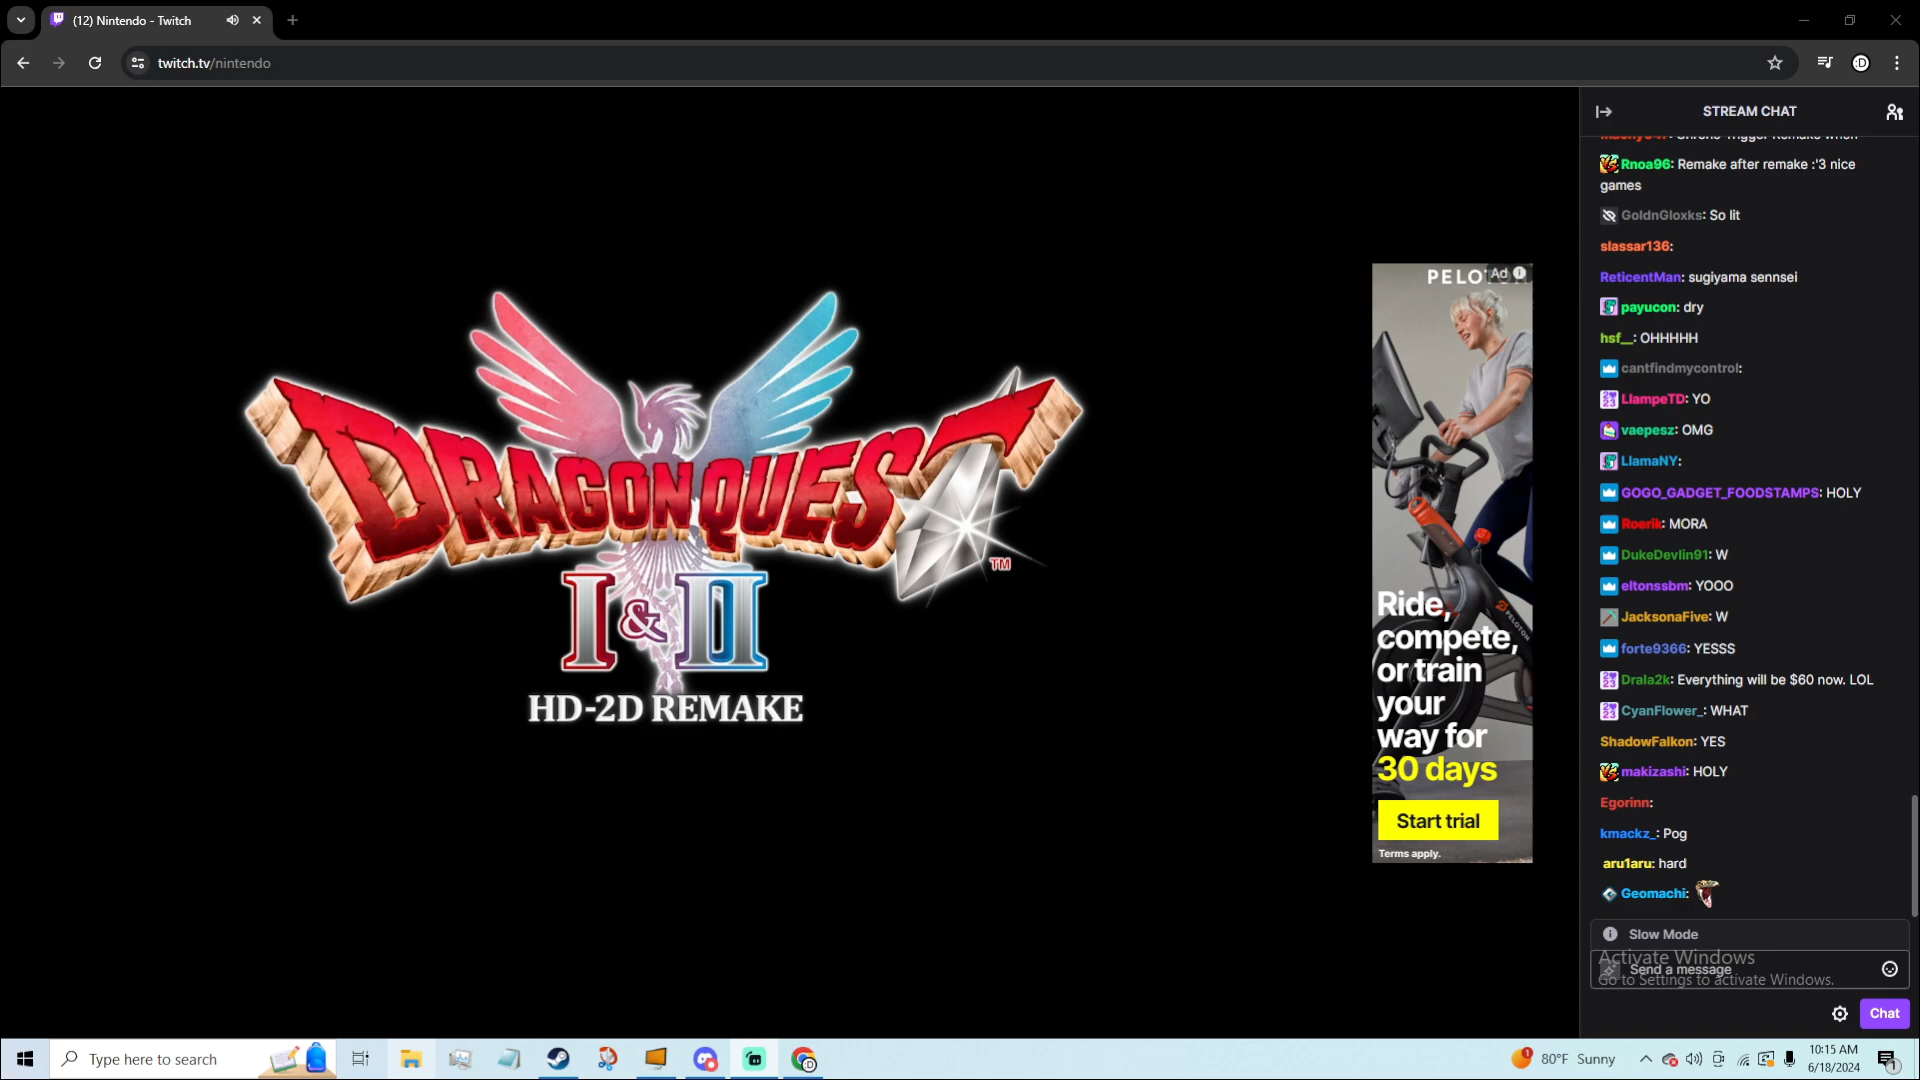 (12) Nintendo - Twitch
twitch.tv/nintendo
STREAM CHAT
Rnoa96: Remake after remake :'3 nice
games
GoldnGloxks: So lit
slassar136:
ReticentMan: sugiyama sennsei
payucon: dry
hsf__: OHHHHH
cantfindmycontrol:
LlampeTD: YO
vaepesz: OMG
LlamaNY:
GOGO_GADGET_FOODSTAMPS: HOLY
Roerik: MORA
DukeDevlin91: W
eltonssbm: YOOO
JacksonaFive: W
forte9366: YESSS
Drala2k: Everything will be $60 now. LOL
CyanFlower_: WHAT
ShadowFalkon: YES
makizashi: HOLY
Egorinn:
kmackz_: Pog
aru1aru: hard
Geomachi:
Slow Mode
Send a message
Activate Windows
Go to Settings to activate Windows.
Chat
DRAGON QUEST
TM
I & II
HD-2D REMAKE
PELOTON
Ad
Ride,
compete,
or train
your
way for
30 days
Start trial
Terms apply.
Type here to search
80°F Sunny
10:15 AM
6/18/2024